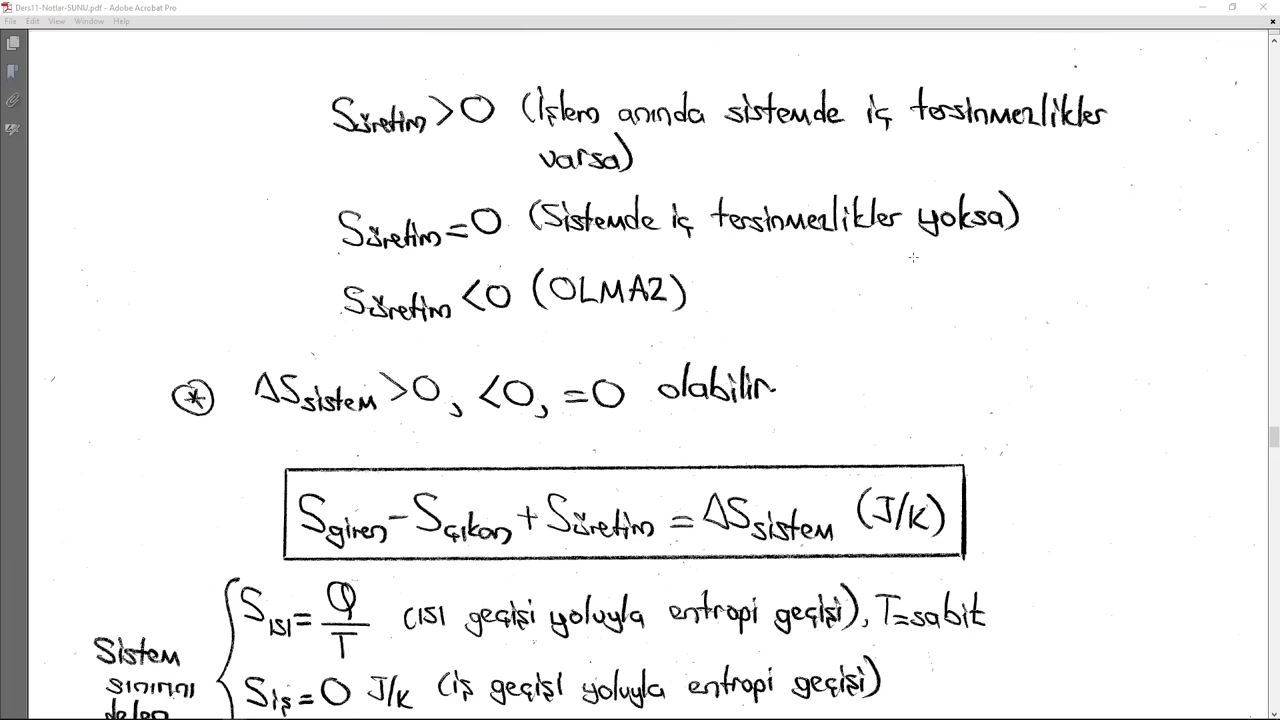 Ders11-Notlar-SUNU.pdf - Adobe Acrobat Pro
File Edit View Window Help
Süretim > 0 (İşlem anında sistemde iç tersinmezlikler
varsa)
Süretim = 0 (Sistemde iç tersinmezlikler yoksa)
Süretim < 0 (OLMAZ)
* ΔSsistem > 0, < 0, = 0 olabilir
Sgiren - Sçıkan + Süretim = ΔSsistem (J/K)
Sısı = Q/T (ısı geçişi yoluyla entropi geçişi), T=sabit
Sistem
sınırını
Siş = 0 J/K (iş geçişi yoluyla entropi geçişi)